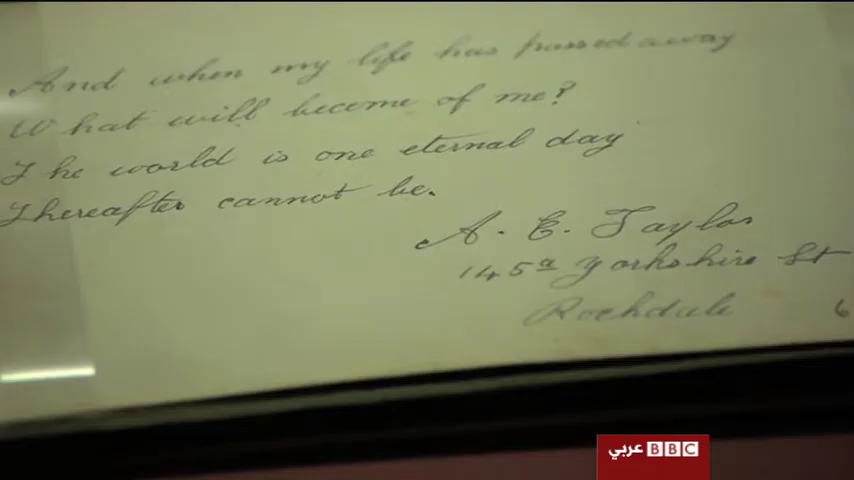 And when my life has passed away
What will become of me?
The world is one eternal day
Thereafter cannot be.
A. E. Taylor
145a Yorkshire St
Rochdale 6
عربي BBC